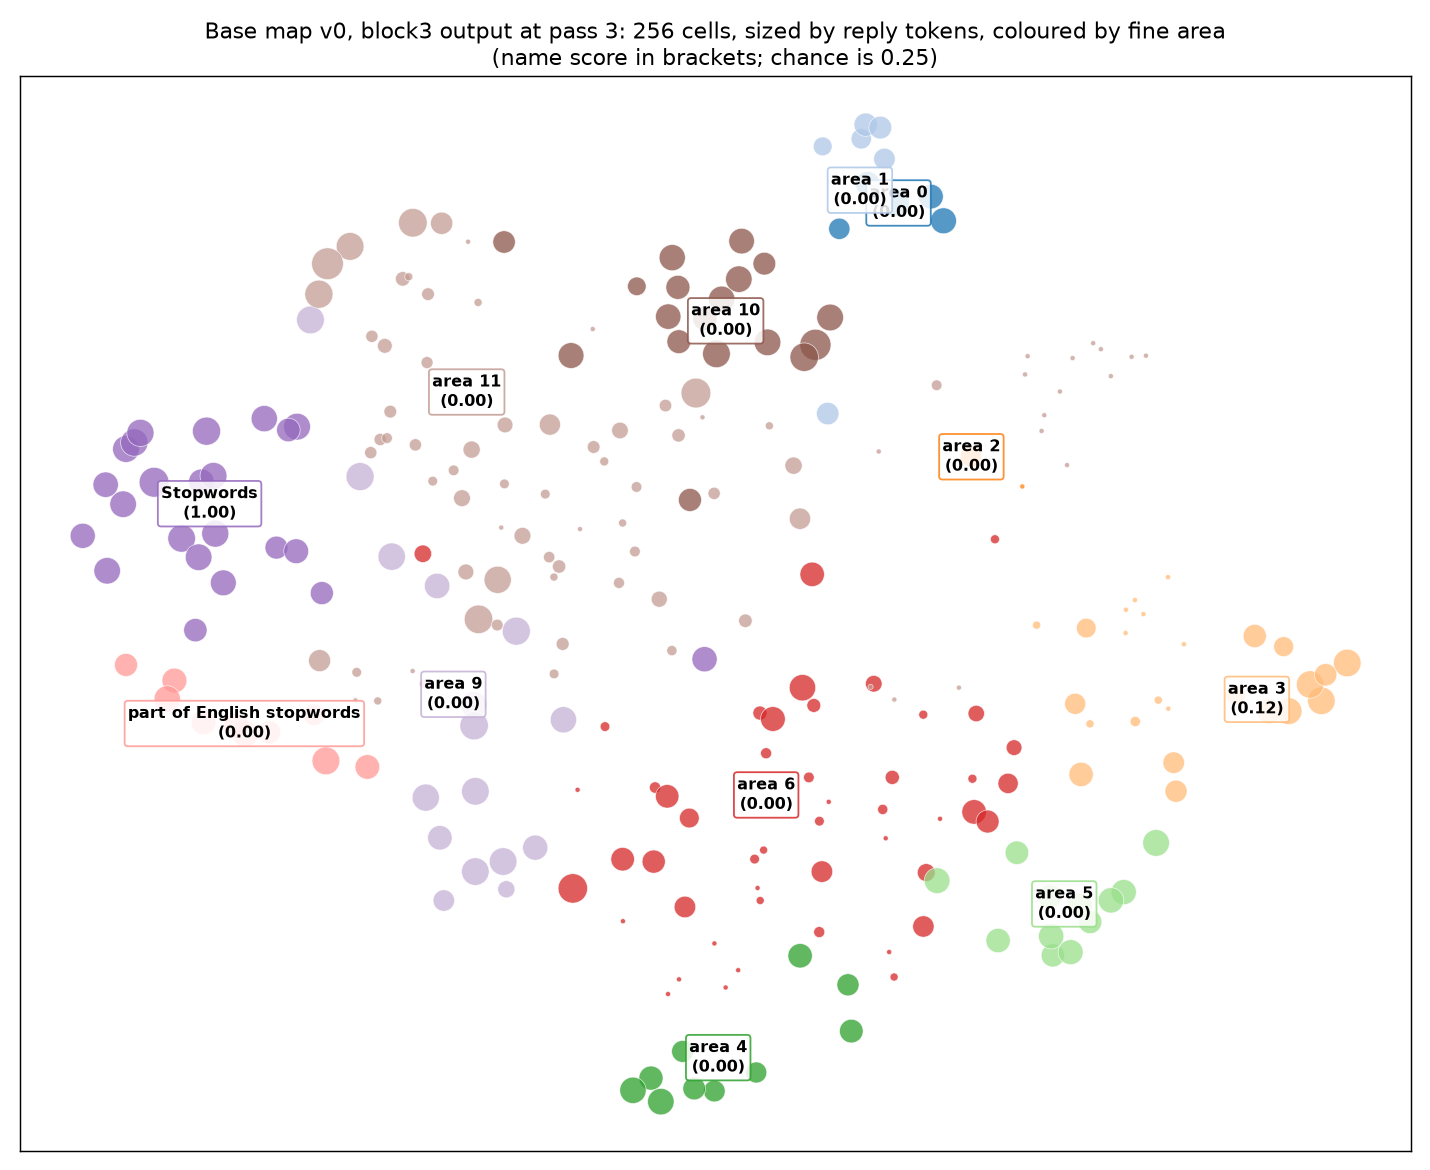 Base map v0, block3 output at pass 3: 256 cells, sized by reply tokens, coloured by fine area
(name score in brackets; chance is 0.25)
area 1
(0.00)
area 0
(0.00)
area 10
(0.00)
area 11
(0.00)
area 2
(0.00)
Stopwords
(1.00)
area 9
(0.00)
area 3
(0.12)
part of English stopwords
(0.00)
area 6
(0.00)
area 5
(0.00)
area 4
(0.00)